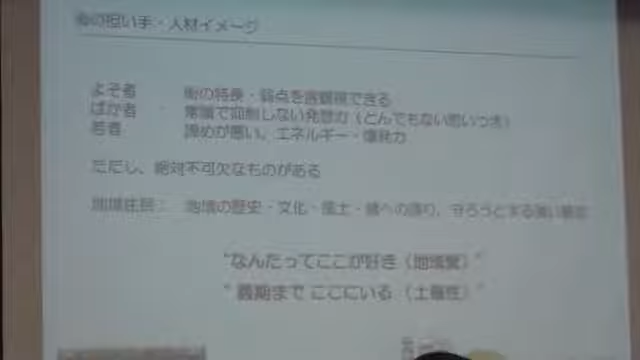 街の担い手・人材イメージ
よそ者 街の特長・弱点を客観視できる
ばか者 常識で抑制しない発想力(とんでもない思いつき)
若者 諦めが悪い、エネルギー・爆発力
ただし、絶対不可欠なものがある
地域住民: 地域の歴史・文化・風土・緑への誇り、守ろうとする強い
"なんたってここが好き(地域愛)"
"最期まで ここにいる(土着性)"